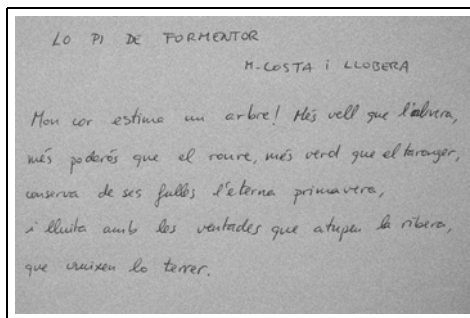 LO PI DE FORMENTOR
M. COSTA i LLOBERA
Mon cor estima un arbre! Més vell que l'olivera,
més poderós que el roure, més verd que el taronger,
conserva de ses fulles l'eterna primavera,
i lluita amb les ventades que atupen la ribera,
que cruixen lo terrer.